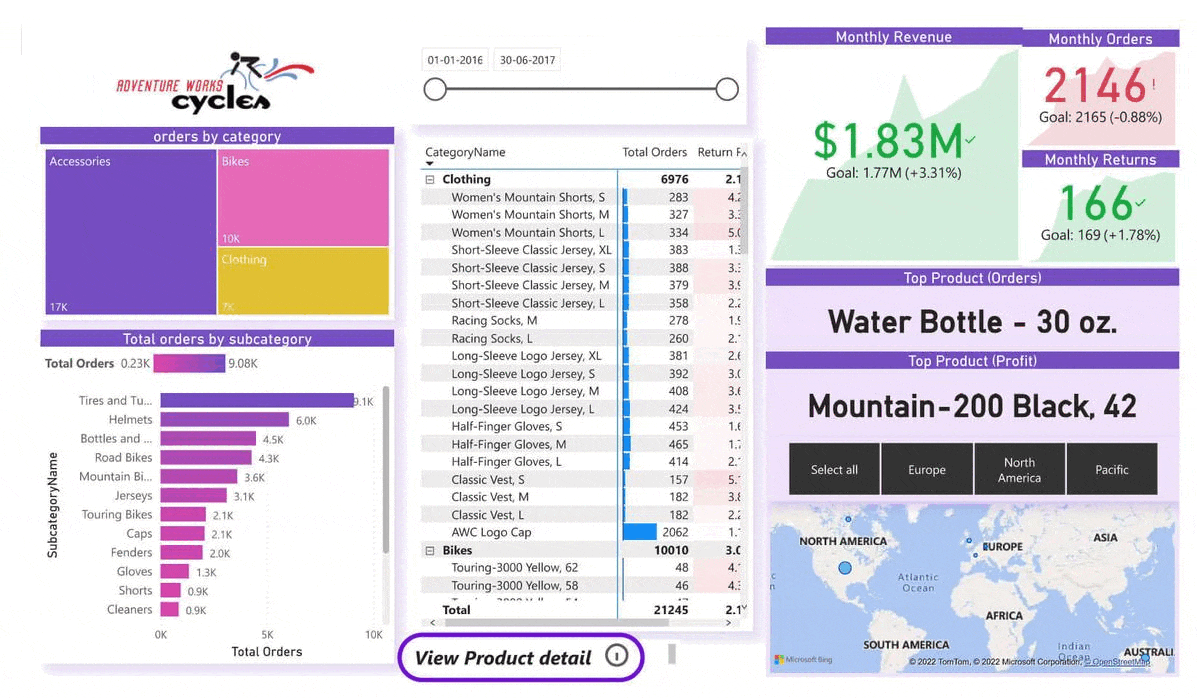 ADVENTURE WORKS
cycles
orders by category
Accessories
17K
Bikes
10K
Clothing
7K
Total orders by subcategory
Total Orders 0.23K 9.08K
SubcategoryName
Tires and Tu... 9.1K
Helmets 6.0K
Bottles and ... 4.5K
Road Bikes 4.3K
Mountain Bi... 3.6K
Jerseys 3.1K
Touring Bikes 2.1K
Caps 2.1K
Fenders 2.0K
Gloves 1.3K
Shorts 0.9K
Cleaners 0.9K
0K 5K 10K
Total Orders
01-01-2016 30-06-2017
CategoryName Total Orders Return
Clothing 6976 2.1
Women's Mountain Shorts, S 283 4.2
Women's Mountain Shorts, M 327 3.3
Women's Mountain Shorts, L 334 5.0
Short-Sleeve Classic Jersey, XL 383 1.3
Short-Sleeve Classic Jersey, S 388 3.3
Short-Sleeve Classic Jersey, M 379 3.9
Short-Sleeve Classic Jersey, L 358 2.2
Racing Socks, M 278 1.9
Racing Socks, L 260 2.
Long-Sleeve Logo Jersey, XL 381 2.6
Long-Sleeve Logo Jersey, S 392 3.0
Long-Sleeve Logo Jersey, M 408 3.6
Long-Sleeve Logo Jersey, L 424 3.5
Half-Finger Gloves, S 453 1.6
Half-Finger Gloves, M 465 1.
Half-Finger Gloves, L 414 2.
Classic Vest, S 157 5.
Classic Vest, M 182 3.8
Classic Vest, L 182 2.2
AWC Logo Cap 2062 1.
Bikes 10010 3.0
Touring-3000 Yellow, 62 48 4.
Touring-3000 Yellow, 58 46 4.3
Total 21245 2.1
View Product detail
Monthly Revenue
$1.83M
Goal: 1.77M (+3.31%)
Monthly Orders
2146!
Goal: 2165 (-0.88%)
Monthly Returns
166
Goal: 169 (+1.78%)
Top Product (Orders)
Water Bottle - 30 oz.
Top Product (Profit)
Mountain-200 Black, 42
Select all
Europe
North
America
Pacific
NORTH AMERICA
EUROPE
ASIA
Atlantic
Ocean
AFRICA
SOUTH AMERICA
Indian
Ocean
AUSTRALI
Microsoft Bing
© 2022 TomTom, © 2022 Microsoft Corporation, © OpenStreetMap